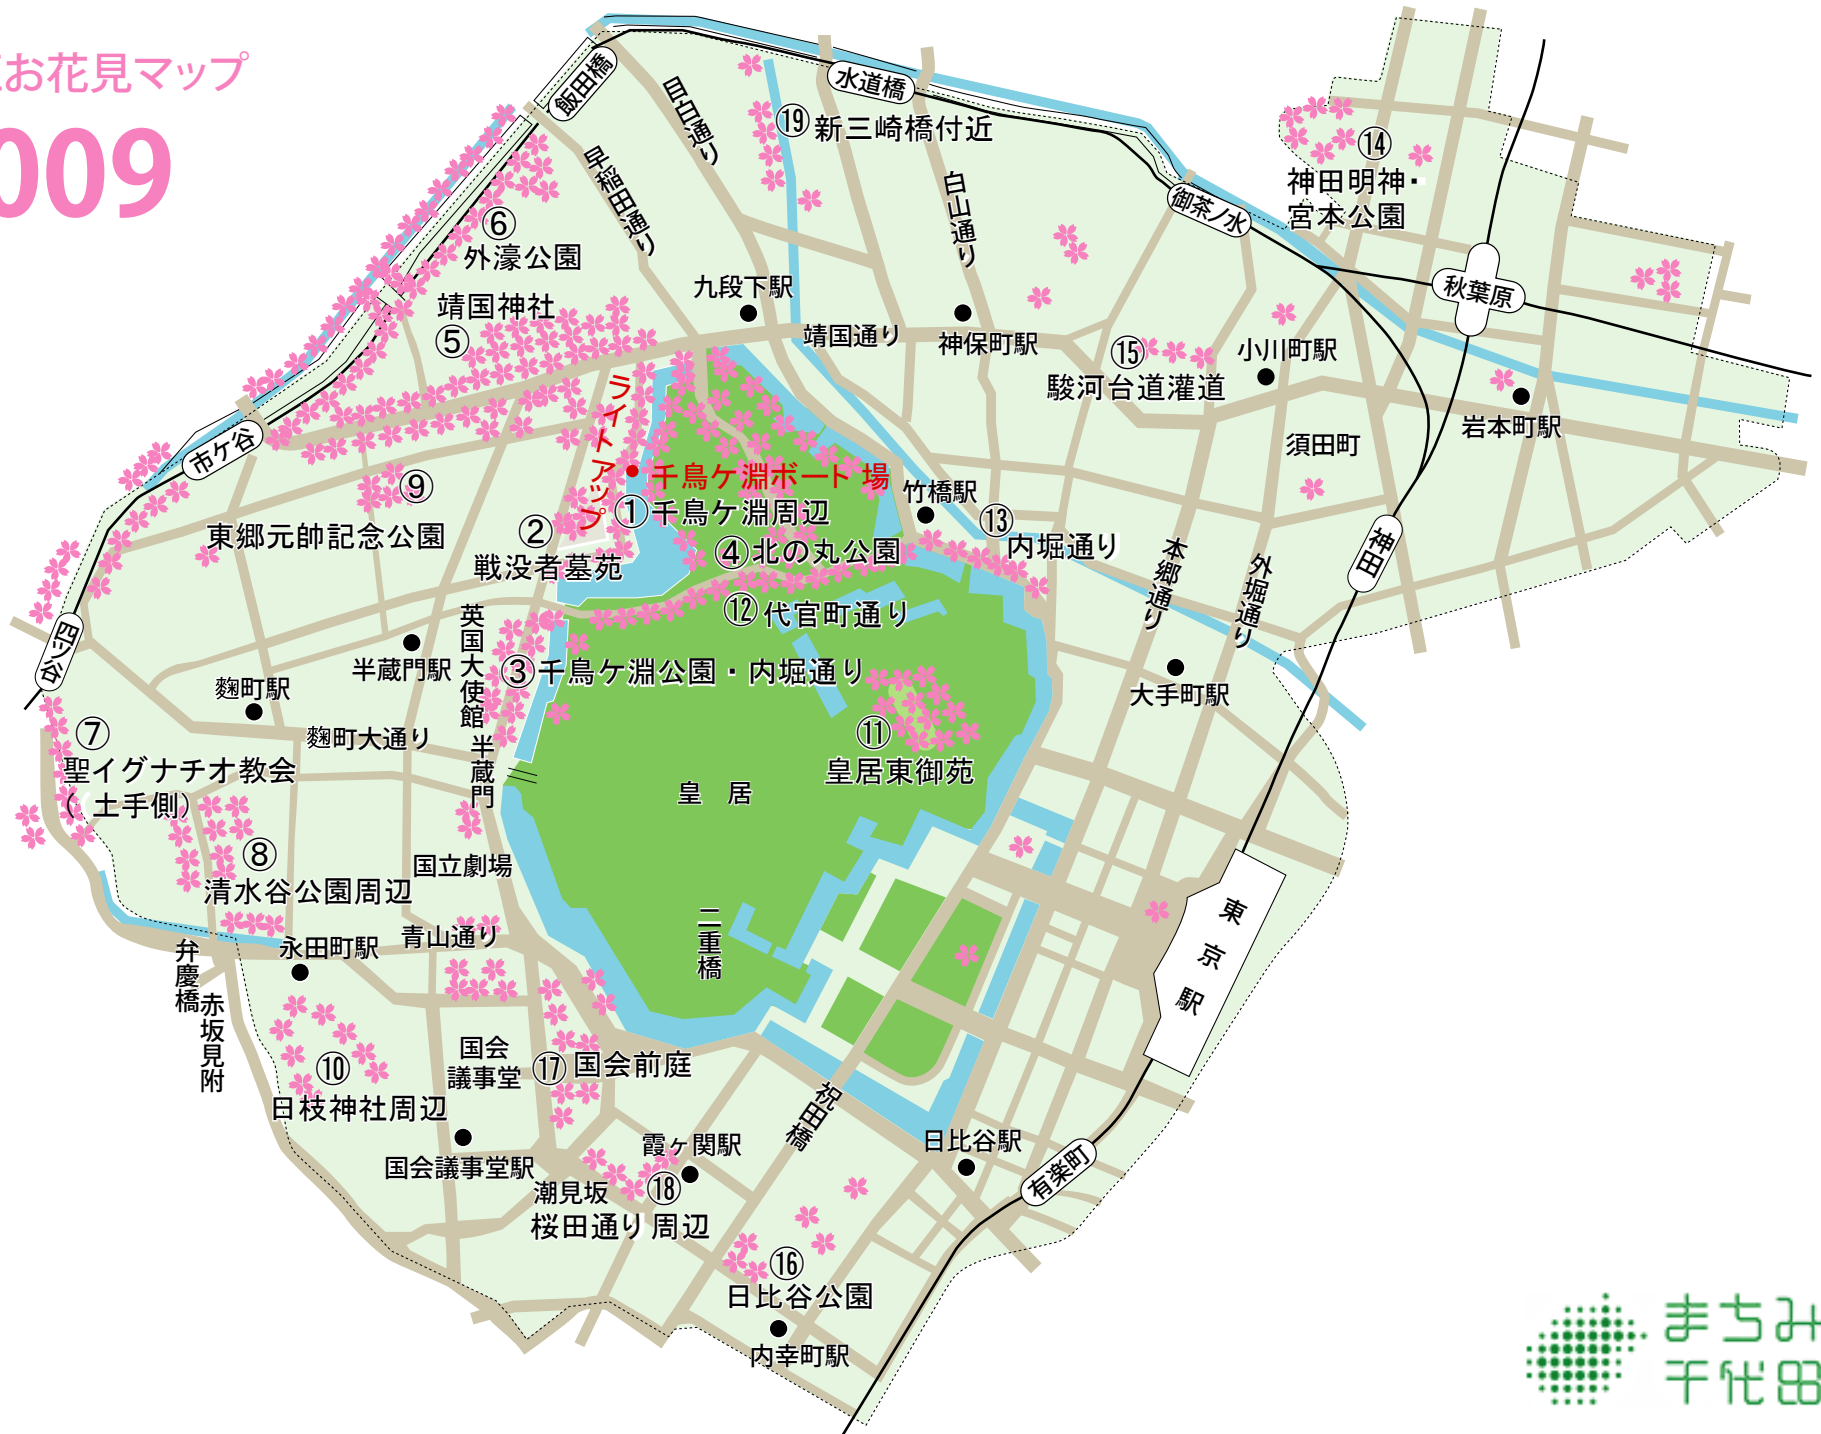 お花見マップ
009
飯田橋
目白通り
早稲田通り
⑲ 新三崎橋付近
水道橋
白山通り
御茶ノ水
⑭
神田明神・
宮本公園
秋葉原
⑥
外濠公園
靖国神社
⑤
九段下駅
靖国通り
神保町駅
⑮
駿河台道灌道
小川町駅
岩本町駅
須田町
市ケ谷
ライトアップ
千鳥ケ淵ボート場
① 千鳥ケ淵周辺
竹橋駅
⑬
内堀通り
⑨
東郷元帥記念公園
②
戦没者墓苑
④ 北の丸公園
⑫ 代官町通り
本郷通り
外堀通り
神田
四ツ谷
半蔵門駅
英国大使館
③ 千鳥ケ淵公園・内堀通り
麹町駅
麹町大通り
半蔵門
大手町駅
⑦
聖イグナチオ教会
(土手側)
皇居
⑪
皇居東御苑
⑧
清水谷公園周辺
国立劇場
青山通り
二重橋
東京駅
永田町駅
弁慶橋
赤坂見附
⑩
日枝神社周辺
国会
議事堂
⑰ 国会前庭
国会議事堂駅
祝田橋
霞ヶ関駅
潮見坂
⑱
桜田通り周辺
日比谷駅
有楽町
⑯
日比谷公園
内幸町駅
まちみ
千代田